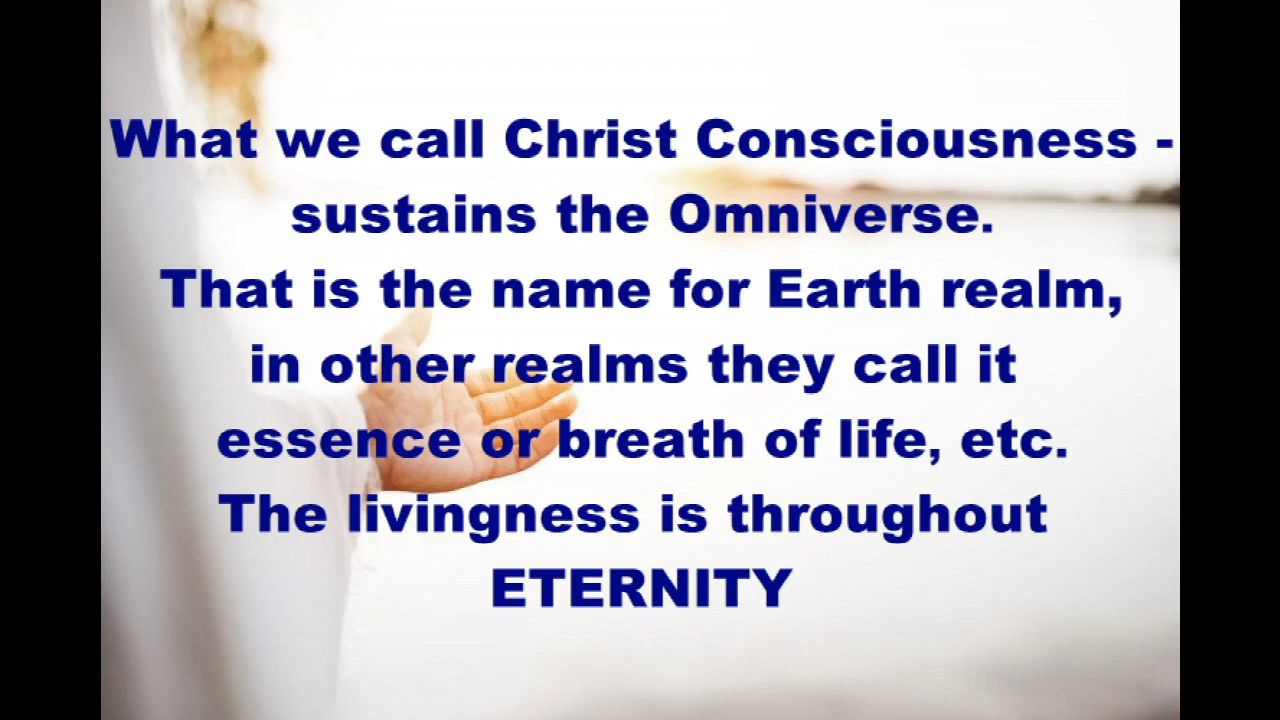 What we call Christ Consciousness -
sustains the Omniverse.
That is the name for Earth realm,
in other realms they call it
essence or breath of life, etc.
The livingness is throughout
ETERNITY